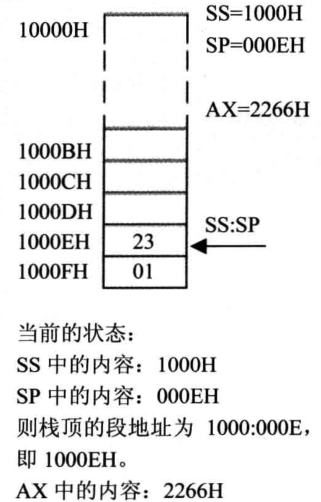 10000H
SS=1000H
SP=000EH
AX=2266H
1000BH
1000CH
1000DH
SS:SP
1000EH
23
1000FH
01
当前的状态：
SS 中的内容：1000H
SP 中的内容：000EH
则栈顶的段地址为 1000:000E，
即 1000EH。
AX 中的内容：2266H